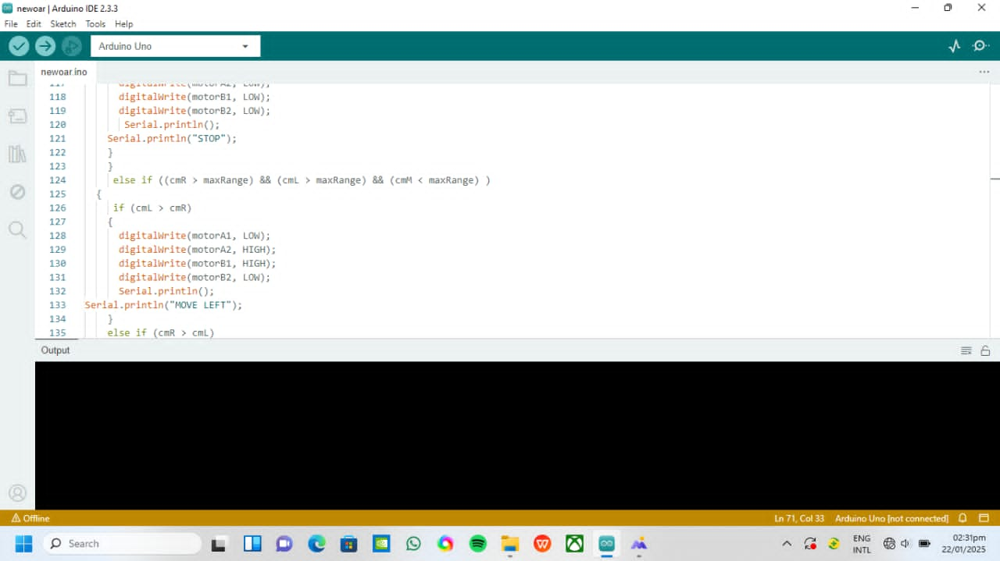 newoar | Arduino IDE 2.3.3
File Edit Sketch Tools Help
Arduino Uno
newoar.ino
117 digitalWrite(motorA2, LOW);
118 digitalWrite(motorB1, LOW);
119 digitalWrite(motorB2, LOW);
120 Serial.println();
121 Serial.println("STOP");
122 }
123 }
124 else if ((cmR > maxRange) && (cmL > maxRange) && (cmM < maxRange) )
125 {
126 if (cmL > cmR)
127 {
128 digitalWrite(motorA1, LOW);
129 digitalWrite(motorA2, HIGH);
130 digitalWrite(motorB1, HIGH);
131 digitalWrite(motorB2, LOW);
132 Serial.println();
133 Serial.println("MOVE LEFT");
134 }
135 else if (cmR > cmL)
Output
Offline
Ln 71, Col 33 Arduino Uno [not connected]
Search
ENG
INTL
02:31pm
22/01/2025